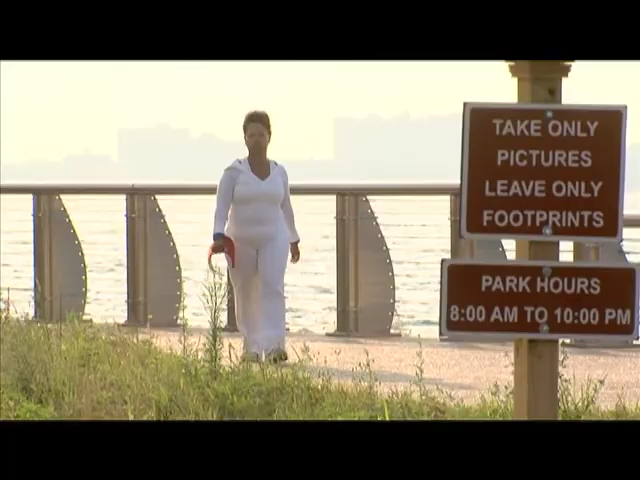 TAKE ONLY
PICTURES
LEAVE ONLY
FOOTPRINTS
PARK HOURS
8:00 AM TO 10:00 PM